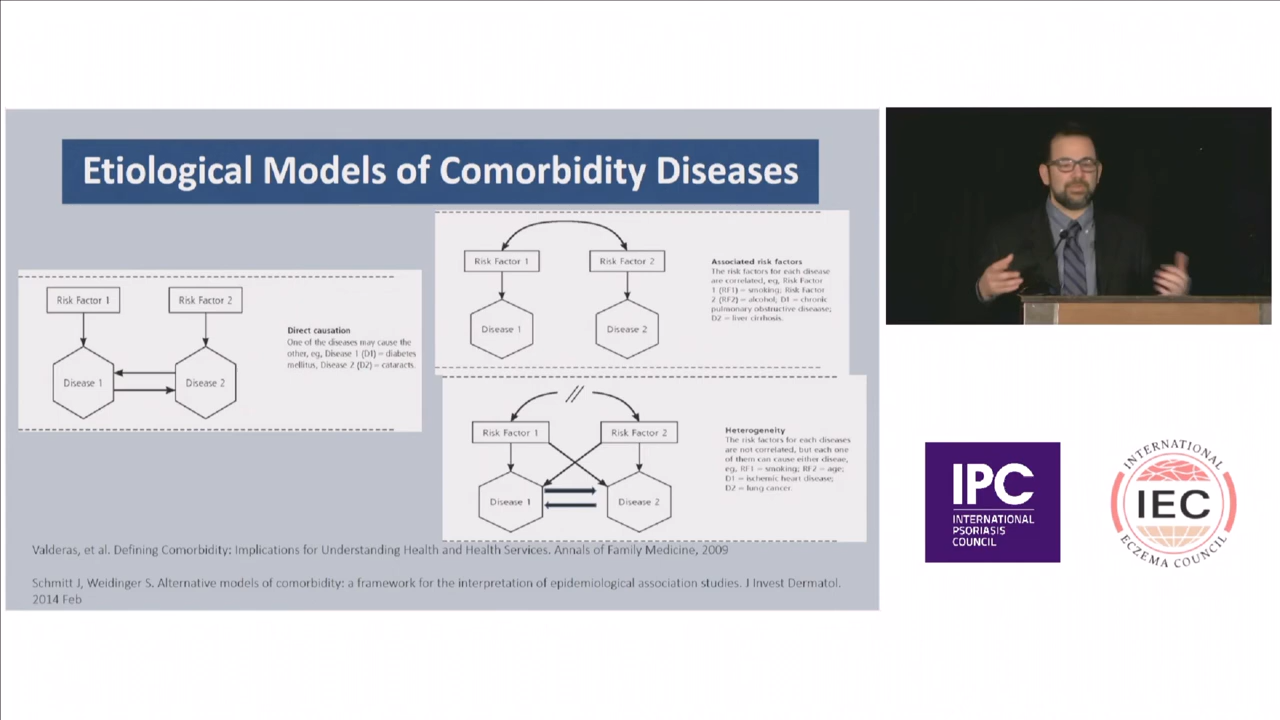 Etiological Models of Comorbidity Diseases
Risk Factor 1
Risk Factor 2
Disease 1
Disease 2
Direct causation
One of the diseases may cause the
other, eg, Disease 1 (D1) = diabetes
mellitus, Disease 2 (D2) = cataracts.
Risk Factor 1
Risk Factor 2
Disease 1
Disease 2
Associated risk factors
The risk factors for each disease
are correlated, eg, Risk Factor
1 (RF1) = smoking; Risk Factor
2 (RF2) = alcohol; D1 = chronic
pulmonary obstructive disease;
D2 = liver cirrhosis.
Risk Factor 1
Risk Factor 2
Disease 1
Disease 2
Heterogeneity
The risk factors for each diseases
are not correlated, but each one
of them can cause either diseae,
eg, RF1 = smoking; RF2 = age;
D1 = ischemic heart disease;
D2 = lung cancer.
Valderas, et al. Defining Comorbidity: Implications for Understanding Health and Health Services. Annals of Family Medicine, 2009
Schmitt J, Weidinger S. Alternative models of comorbidity: a framework for the interpretation of epidemiological association studies. J Invest Dermatol.
2014 Feb
IPC
INTERNATIONAL
PSORIASIS
COUNCIL
INTERNATIONAL
IEC
ECZEMA COUNCIL